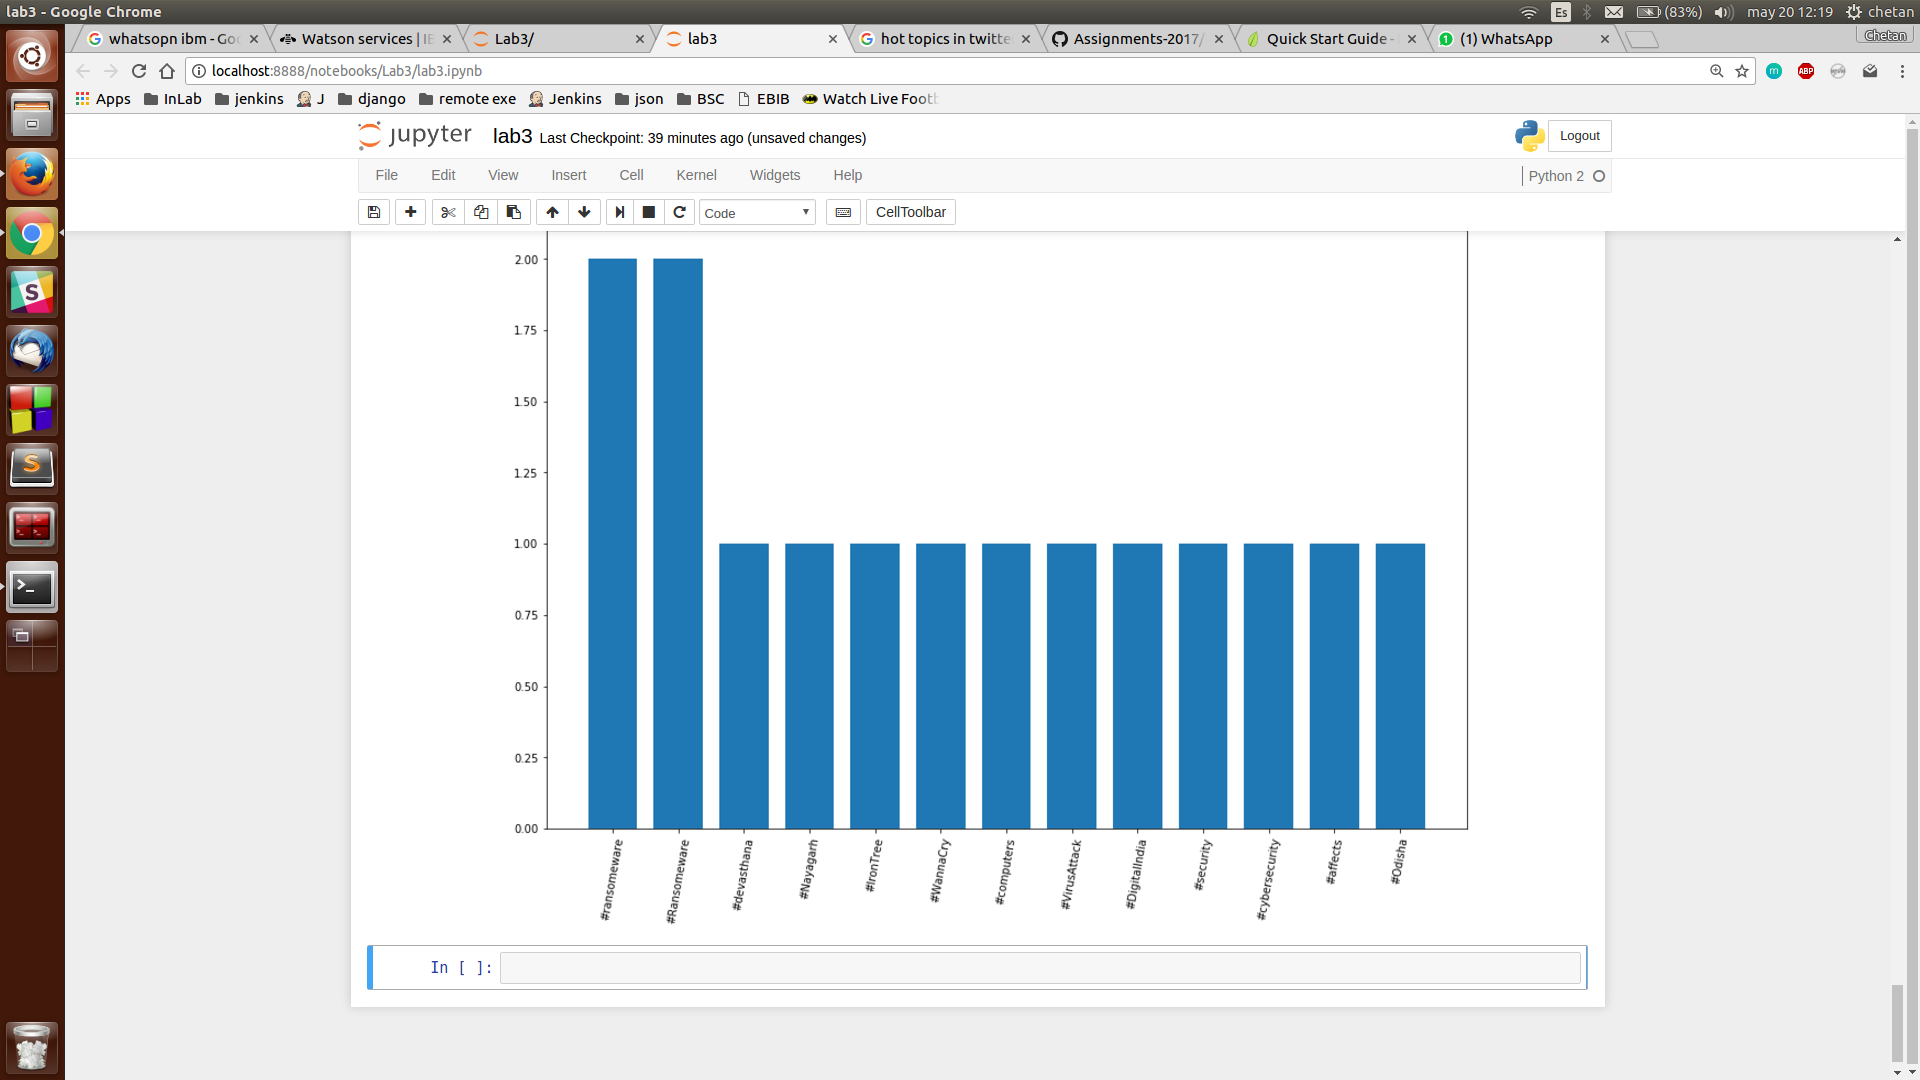 lab3 - Google Chrome
Es
(83%)
may 20 12:19
chetan
whatsopn ibm - Goo
Watson services | IB
Lab3/
lab3
hot topics in twitte
Assignments-2017/
Quick Start Guide -
(1) WhatsApp
Chetan
localhost:8888/notebooks/Lab3/lab3.ipynb
m
ABP
Apps
InLab
jenkins
J
django
remote exe
Jenkins
json
BSC
EBIB
Watch Live Footb
jupyter
lab3
Last Checkpoint: 39 minutes ago (unsaved changes)
Logout
File
Edit
View
Insert
Cell
Kernel
Widgets
Help
Python 2
Code
CellToolbar
2.00
1.75
1.50
1.25
1.00
0.75
0.50
0.25
0.00
#ransomeware
#Ransomeware
#devasthana
#Nayagarh
#IronTree
#WannaCry
#computers
#VirusAttack
#DigitalIndia
#security
#cybersecurity
#affects
#Odisha
In [ ]: